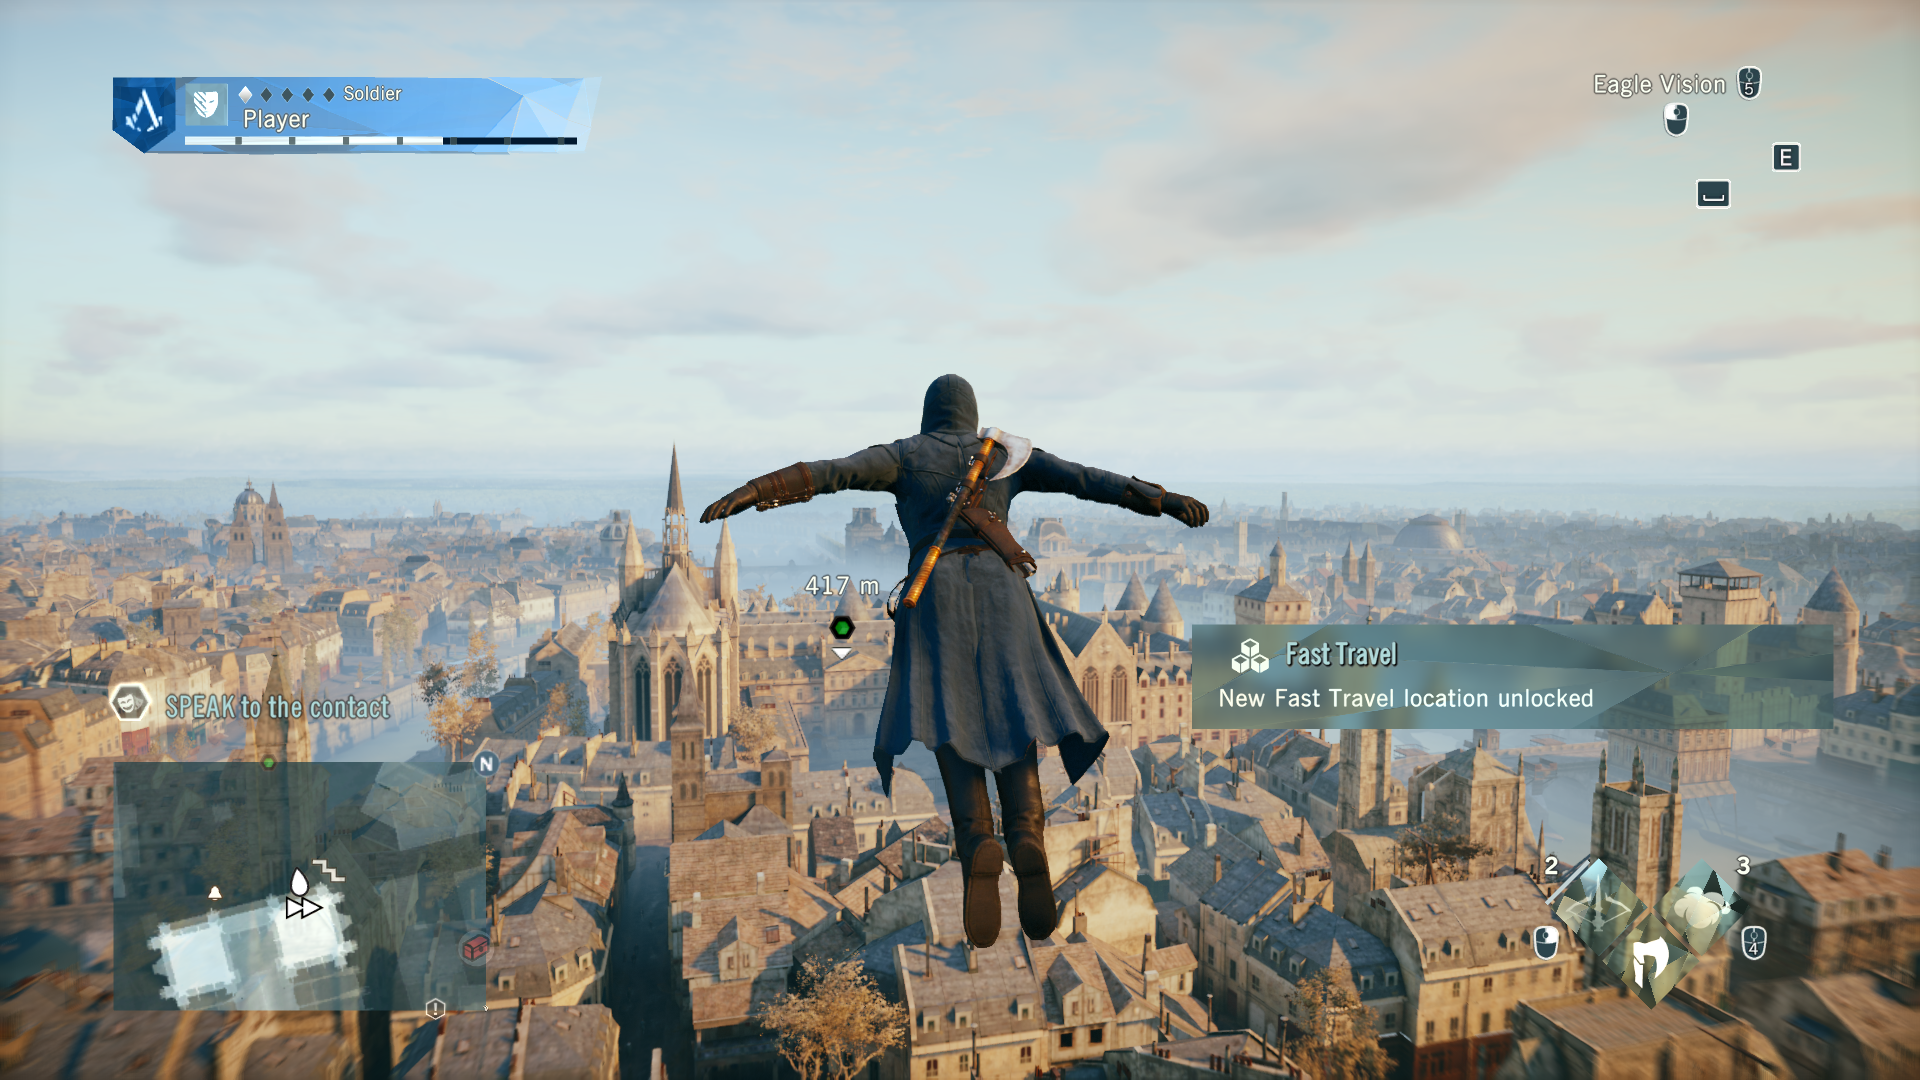 Soldier
Player
Eagle Vision
5
E
417 m
Fast Travel
New Fast Travel location unlocked
SPEAK to the contact
N
2
3
4
!